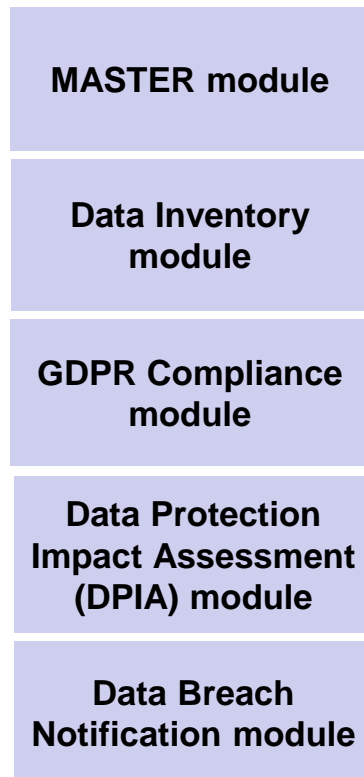 MASTER module
Data Inventory
module
GDPR Compliance
module
Data Protection
Impact Assessment
(DPIA) module
Data Breach
Notification module